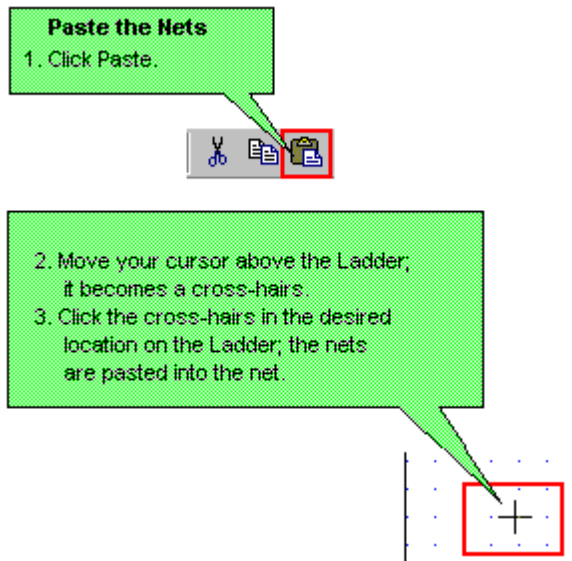 Paste the Nets
1. Click Paste.
2. Move your cursor above the Ladder;
it becomes a cross-hairs.
3. Click the cross-hairs in the desired
location on the Ladder; the nets
are pasted into the net.